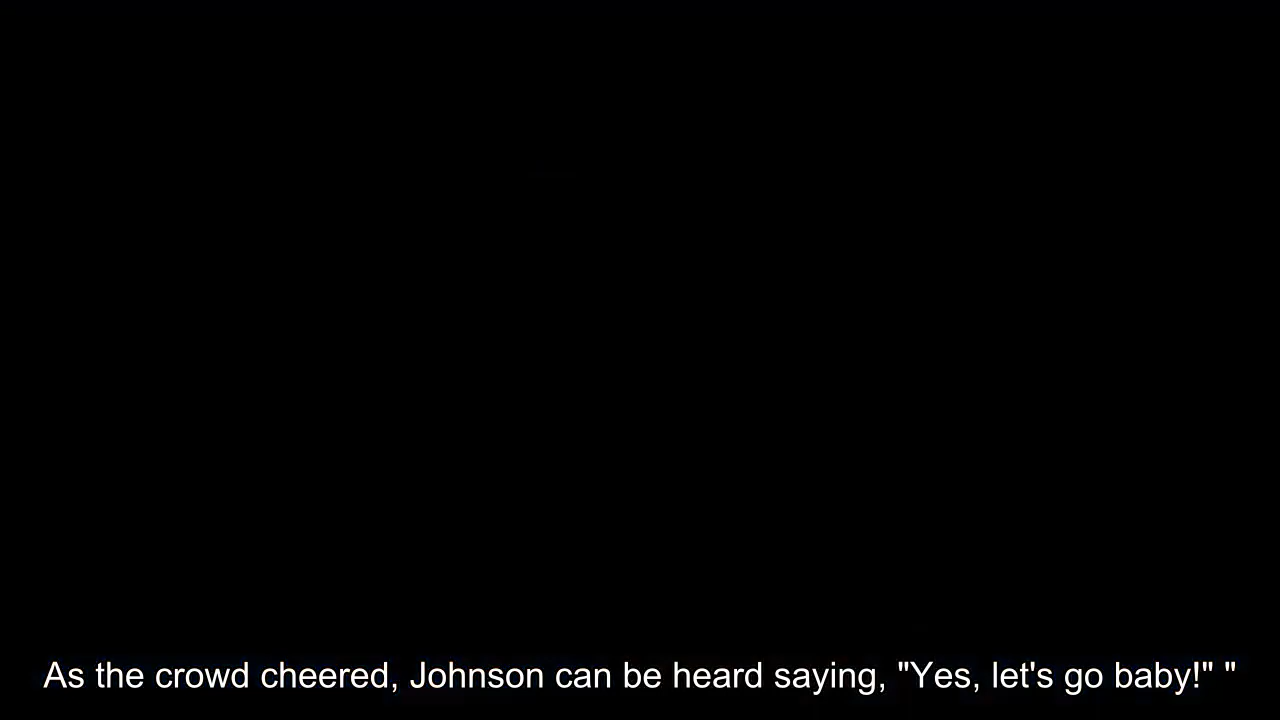 As the crowd cheered, Johnson can be heard saying, "Yes, let's go baby!" "